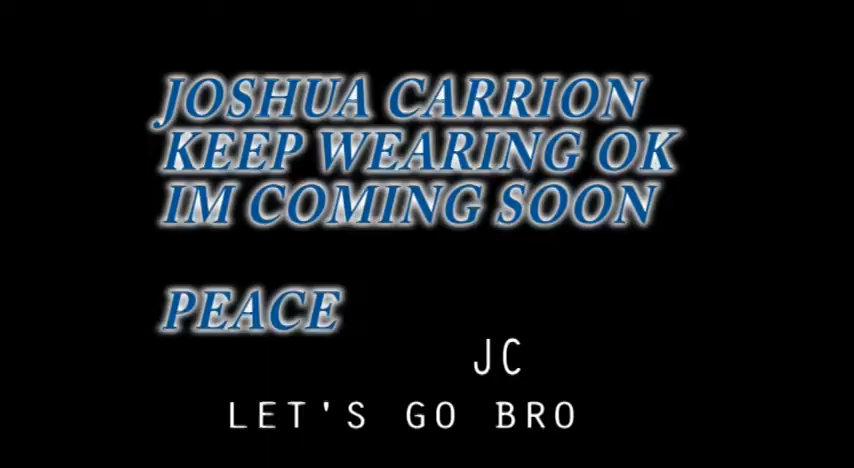 JOSHUA CARRION
KEEP WEARING OK
IM COMING SOON
PEACE
JC
LET'S GO BRO